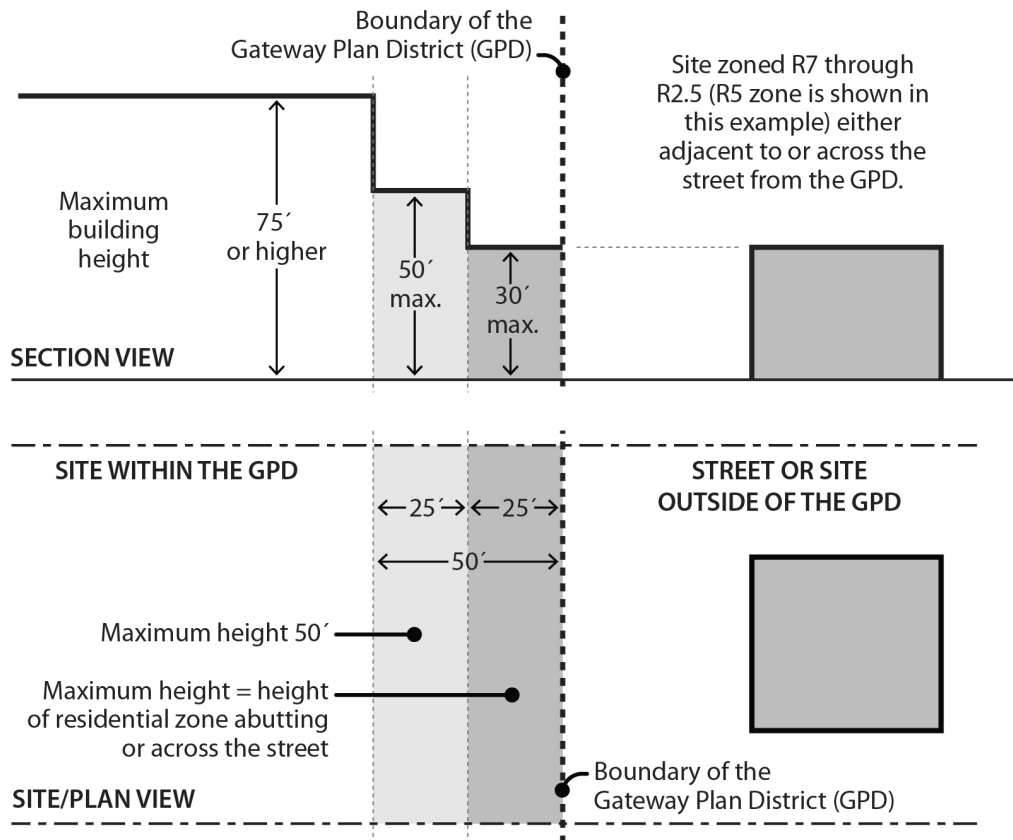 Boundary of the
Gateway Plan District (GPD)
Site zoned R7 through
R2.5 (R5 zone is shown in
this example) either
adjacent to or across the
street from the GPD.
Maximum
building
height
75´
or higher
50´
max.
30´
max.
SECTION VIEW
SITE WITHIN THE GPD
STREET OR SITE
OUTSIDE OF THE GPD
25´
25´
50´
Maximum height 50´
Maximum height = height
of residential zone abutting
or across the street
Boundary of the
Gateway Plan District (GPD)
SITE/PLAN VIEW